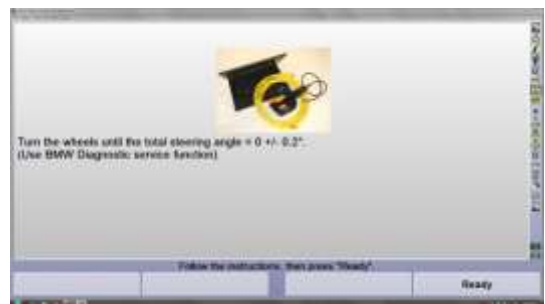 Turn the wheels until the total steering angle = 0 +/- 0.2°.
(Use BMW Diagnostic service function)
Follow the instructions, then press "Ready".
Ready